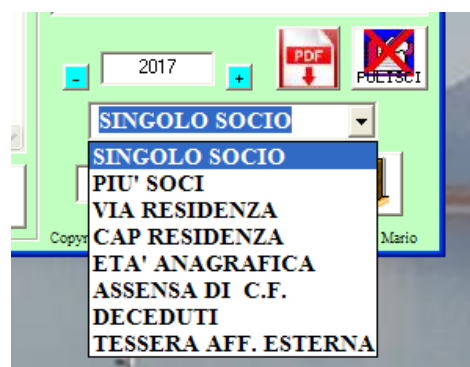 PDF
- 2017 +
PULISCI
SINGOLO SOCIO
SINGOLO SOCIO
PIU' SOCI
VIA RESIDENZA
Copyr
CAP RESIDENZA
Mario
ETA' ANAGRAFICA
ASSENSA DI C.F.
DECEDUTI
TESSERA AFF. ESTERNA